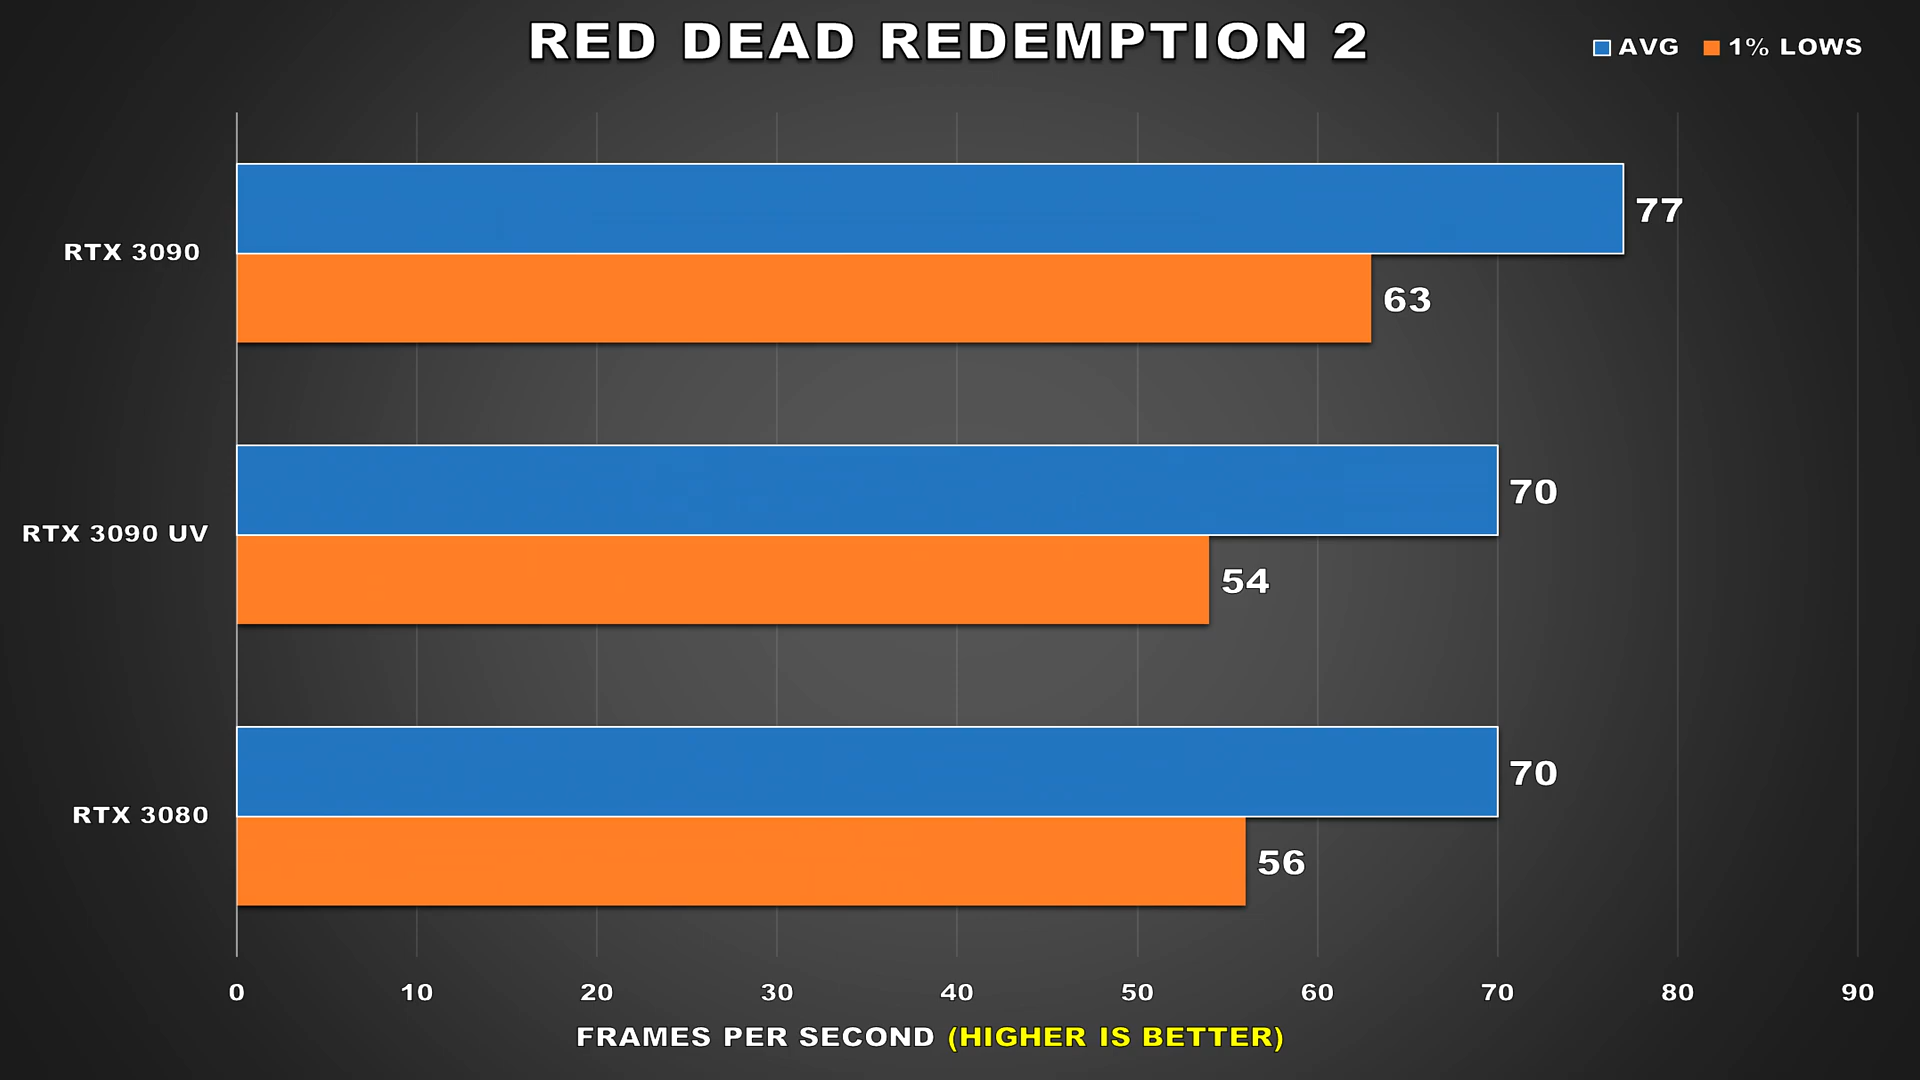 RED DEAD REDEMPTION 2
AVG 1% LOWS
RTX 3090
77
63
RTX 3090 UV
70
54
RTX 3080
70
56
0 10 20 30 40 50 60 70 80 90
FRAMES PER SECOND (HIGHER IS BETTER)